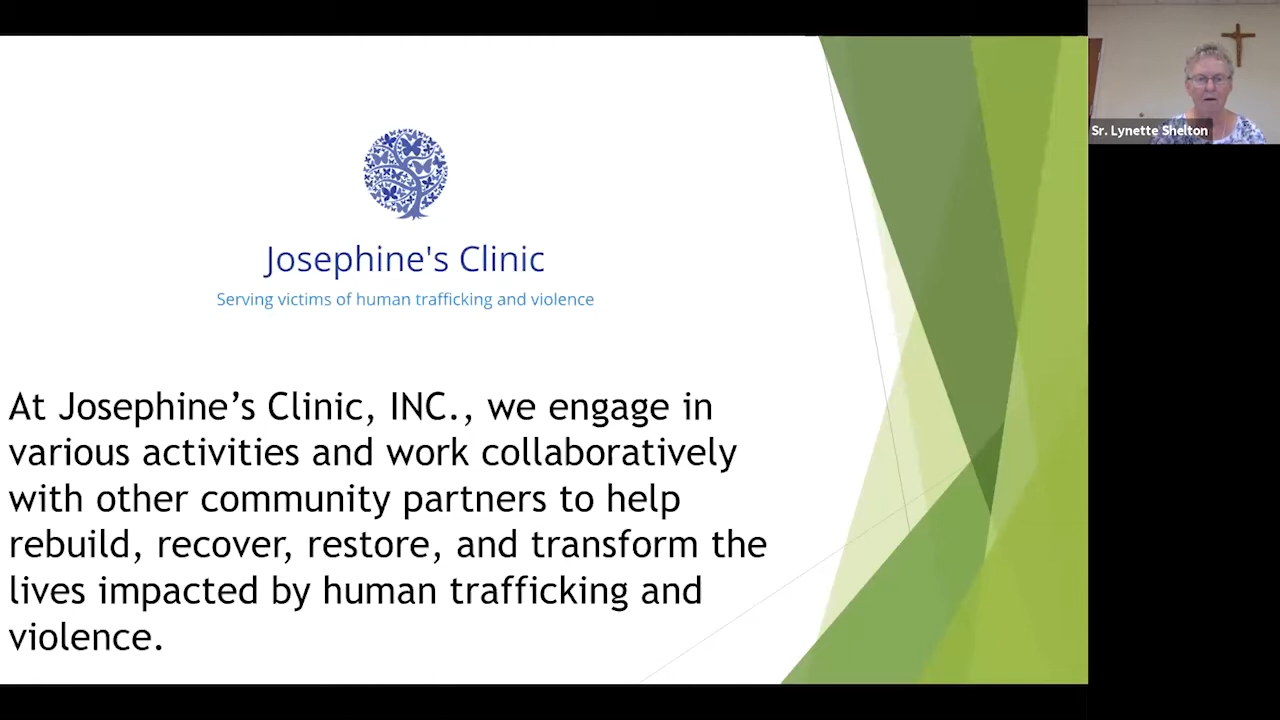 Josephine's Clinic
Serving victims of human trafficking and violence
At Josephine’s Clinic, INC., we engage in
various activities and work collaboratively
with other community partners to help
rebuild, recover, restore, and transform the
lives impacted by human trafficking and
violence.
Sr. Lynette Shelton